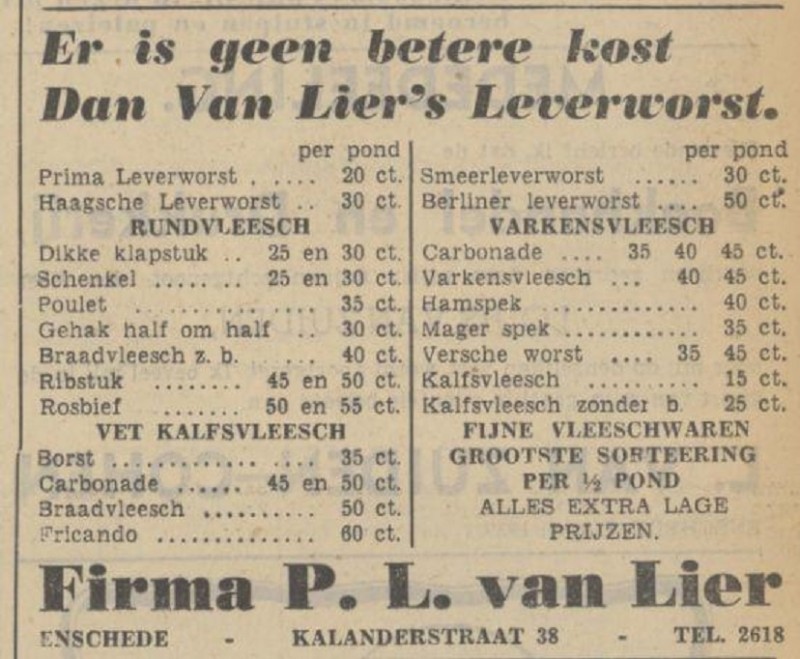 Er is geen betere kost
Dan Van Lier's Leverworst.
per pond
Prima Leverworst . .... 20 ct.
Haagsche Leverworst .. 30 ct.
RUNDVLEESCH
Dikke klapstuk .. 25 en 30 ct.
Schenkel ........ 25 en 30 ct.
Poulet ............... 35 ct.
Gehak half om half .. 30 ct.
Braadvleesch z. b. ... 40 ct.
Ribstuk ........ 45 en 50 ct.
Rosbief ....... 50 en 55 ct.
VET KALFSVLEESCH
Borst ............. .... 35 ct.
Carbonade ...... 45 en 50 ct.
Braadvleesch .......... 50 ct.
Fricando .............. 60 ct.
per pond
Smeerleverworst ...... 30 ct.
Berliner leverworst .... 50 ct.
VARKENSVLEESCH
Carbonade .... 35 40 45 ct.
Varkensvleesch ... 40 45 ct.
Hamspek .............. 40 ct.
Mager spek ............ 35 ct.
Versche worst .... 35 45 ct.
Kalfsvleesch .......... 15 ct.
Kalfsvleesch zonder b. 25 ct.
FIJNE VLEESCHWAREN
GROOTSTE SORTEERING
PER ½ POND
ALLES EXTRA LAGE
PRIJZEN.
Firma P. L. van Lier
ENSCHEDE - KALANDERSTRAAT 38 - TEL. 2618